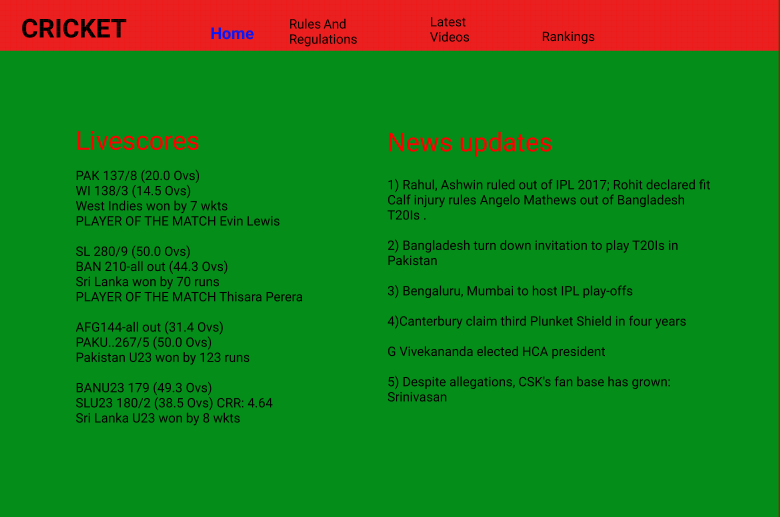 CRICKET
Home
Rules And
Regulations
Latest
Videos
Rankings
Livescores
PAK 137/8 (20.0 Ovs)
WI 138/3 (14.5 Ovs)
West Indies won by 7 wkts
PLAYER OF THE MATCH Evin Lewis
SL 280/9 (50.0 Ovs)
BAN 210-all out (44.3 Ovs)
Sri Lanka won by 70 runs
PLAYER OF THE MATCH Thisara Perera
AFG144-all out (31.4 Ovs)
PAKU..267/5 (50.0 Ovs)
Pakistan U23 won by 123 runs
BANU23 179 (49.3 Ovs)
SLU23 180/2 (38.5 Ovs) CRR: 4.64
Sri Lanka U23 won by 8 wkts
News updates
1) Rahul, Ashwin ruled out of IPL 2017; Rohit declared fit
Calf injury rules Angelo Mathews out of Bangladesh
T20Is .
2) Bangladesh turn down invitation to play T20Is in
Pakistan
3) Bengaluru, Mumbai to host IPL play-offs
4)Canterbury claim third Plunket Shield in four years
G Vivekananda elected HCA president
5) Despite allegations, CSK's fan base has grown:
Srinivasan